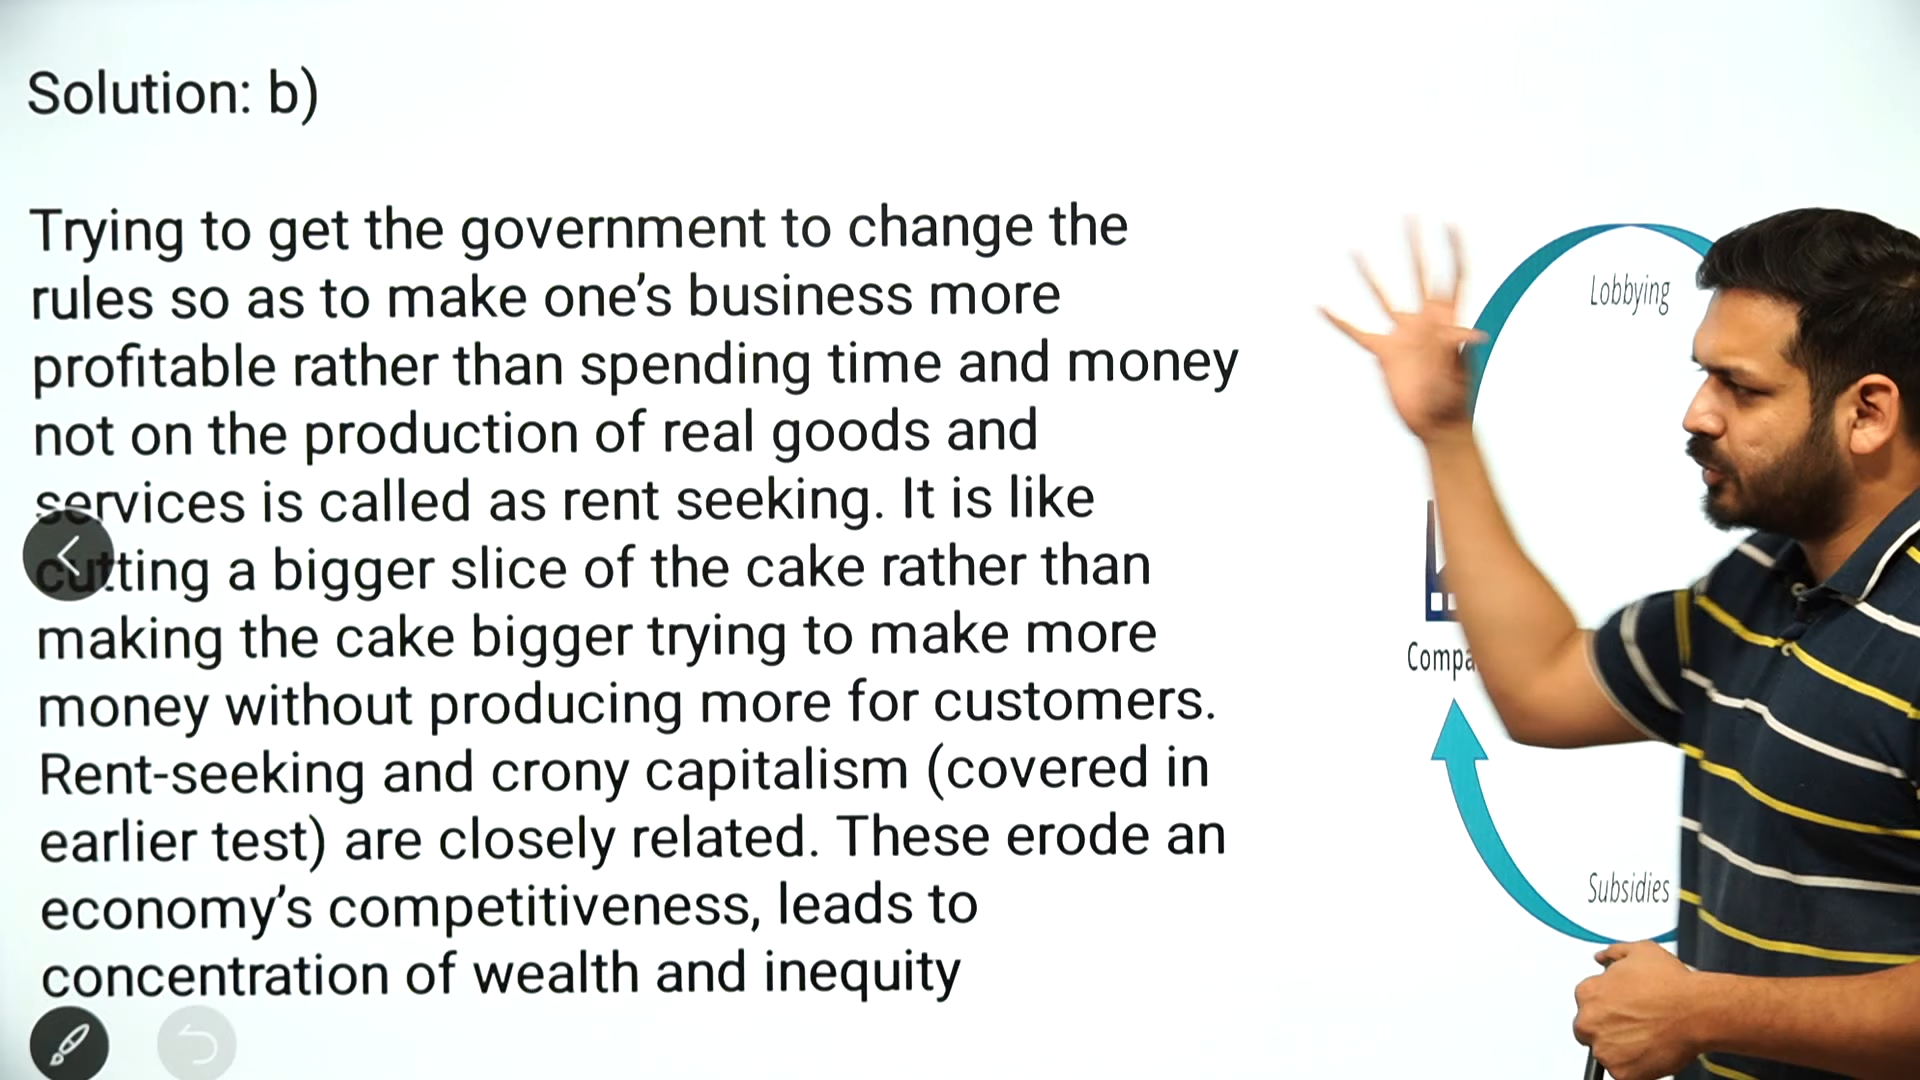 Solution: b)
Trying to get the government to change the
rules so as to make one's business more
profitable rather than spending time and money
not on the production of real goods and
services is called as rent seeking. It is like
cutting a bigger slice of the cake rather than
making the cake bigger trying to make more
money without producing more for customers.
Rent-seeking and crony capitalism (covered in
earlier test) are closely related. These erode an
economy's competitiveness, leads to
concentration of wealth and inequity
Lobbying
Subsidies